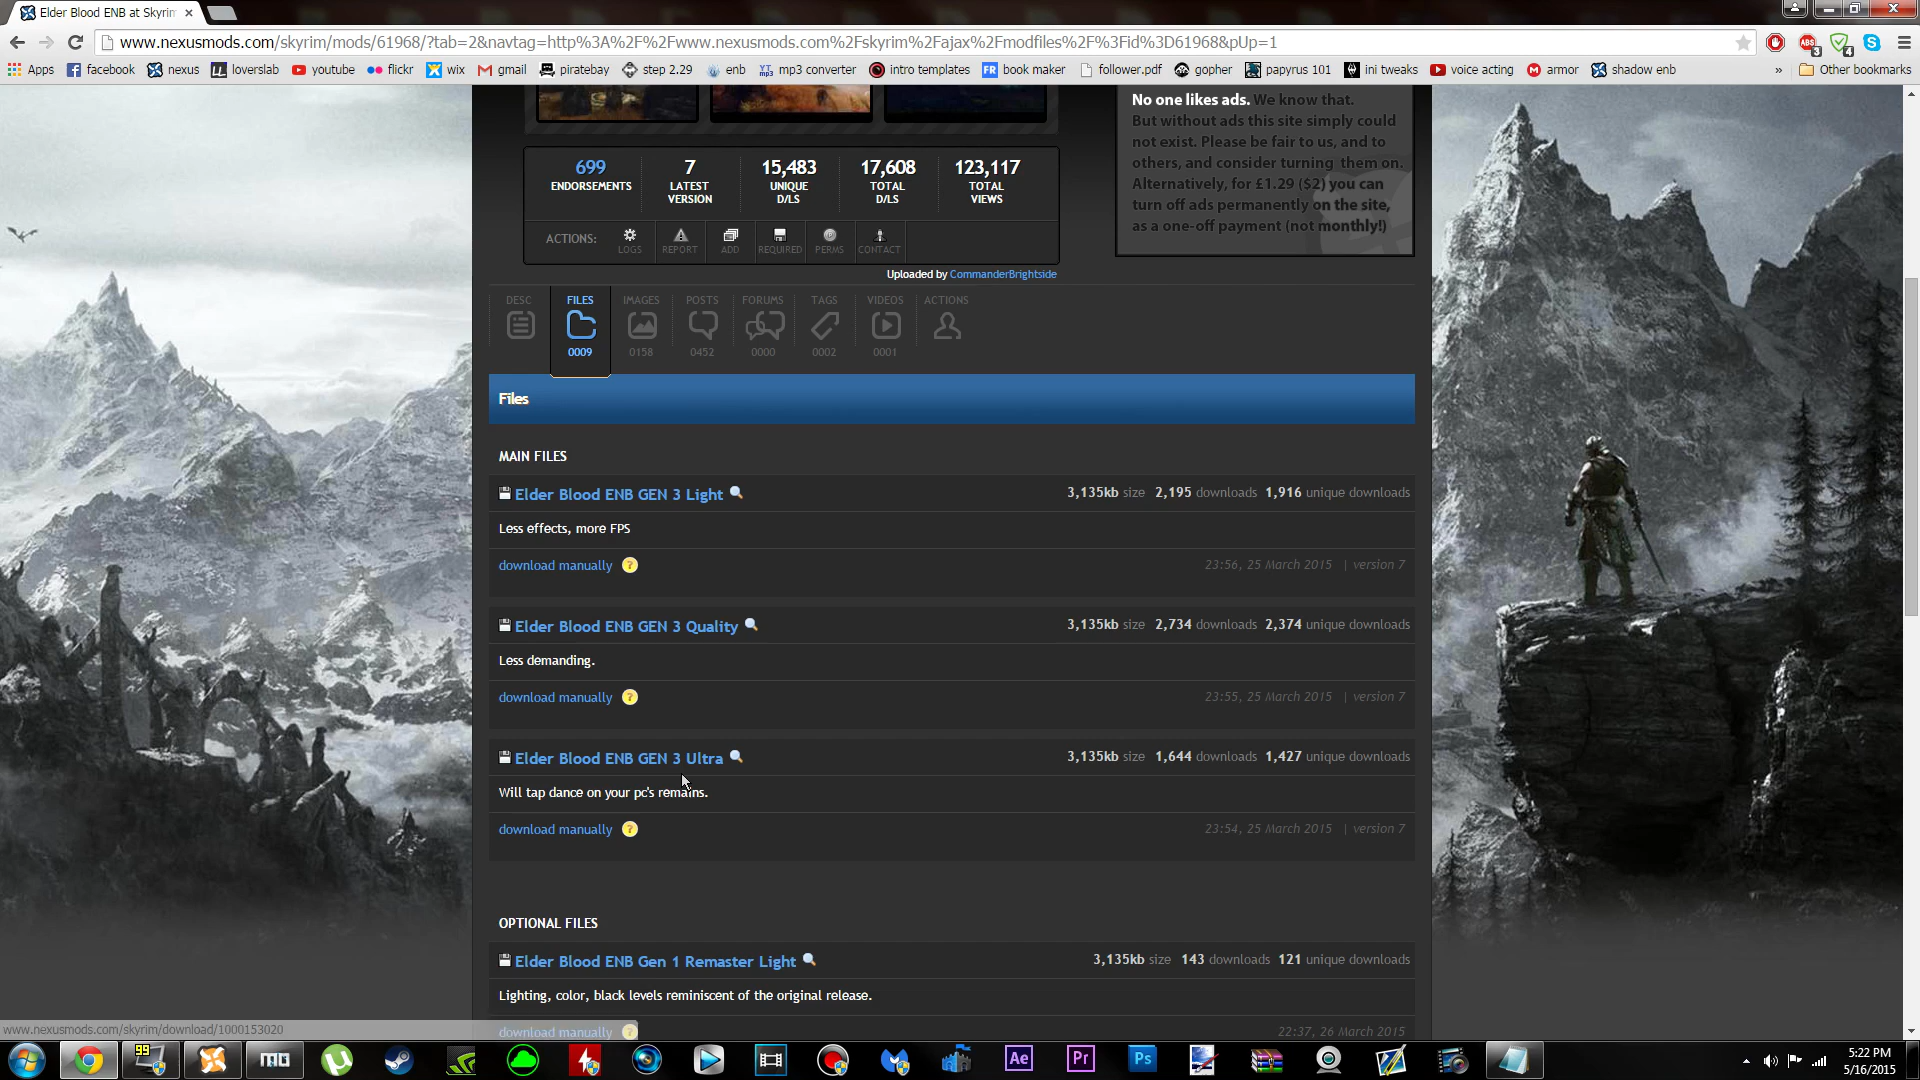 Elder Blood ENB at Skyrim
www.nexusmods.com/skyrim/mods/61968/?tab=2&navtag=http%3A%2F%2Fwww.nexusmods.com%2Fskyrim%2Fajax%2Fmodfiles%2F%3Fid%3D61968&pUp=1
Apps facebook nexus loverslab youtube flickr wix gmail piratebay step 2.29 enb mp3 converter intro templates book maker follower.pdf gopher papyrus 101 ini tweaks voice acting armor shadow enb » Other bookmarks
No one likes ads. We know that.
But without ads this site simply could
not exist. Please be fair to us, and to
others, and consider turning them on.
Alternatively, for £1.29 ($2) you can
turn off ads permanently on the site,
as a one-off payment (not monthly!)
699 7 15,483 17,608 123,117
ENDORSEMENTS LATEST UNIQUE TOTAL TOTAL
VERSION D/LS D/LS VIEWS
ACTIONS: LOGS REPORT ADD REQUIRED PERMS CONTACT
Uploaded by CommanderBrightside
DESC FILES IMAGES POSTS FORUMS TAGS VIDEOS ACTIONS
0009 0158 0452 0000 0002 0001
Files
MAIN FILES
Elder Blood ENB GEN 3 Light 3,135kb size 2,195 downloads 1,916 unique downloads
Less effects, more FPS
download manually ? 23:56, 25 March 2015 | version 7
Elder Blood ENB GEN 3 Quality 3,135kb size 2,734 downloads 2,374 unique downloads
Less demanding.
download manually ? 23:55, 25 March 2015 | version 7
Elder Blood ENB GEN 3 Ultra 3,135kb size 1,644 downloads 1,427 unique downloads
Will tap dance on your pc's remains.
download manually ? 23:54, 25 March 2015 | version 7
OPTIONAL FILES
Elder Blood ENB Gen 1 Remaster Light 3,135kb size 143 downloads 121 unique downloads
Lighting, color, black levels reminiscent of the original release.
download manually 22:37, 26 March 2015
www.nexusmods.com/skyrim/download/1000153020
99 Ae Pr Ps
5:22 PM
5/16/2015